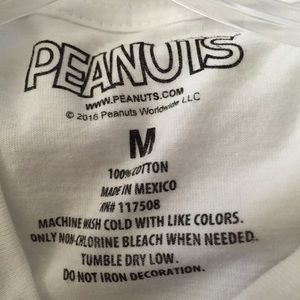 PEANUTS
WWW.PEANUTS.COM
© 2016 Peanuts Worldwide LLC
M
100% COTTON
MADE IN MEXICO
RN# 117508
MACHINE WASH COLD WITH LIKE COLORS.
ONLY NON-CHLORINE BLEACH WHEN NEEDED.
TUMBLE DRY LOW.
DO NOT IRON DECORATION.